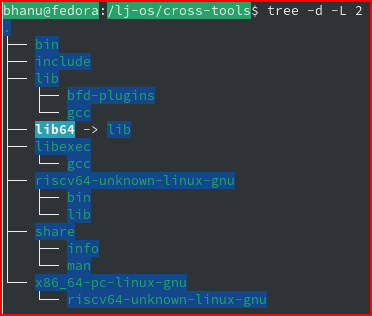 bhanu@fedora:/lj-os/cross-tools$ tree -d -L 2
.
├── bin
├── include
├── lib
│   ├── bfd-plugins
│   └── gcc
├── lib64 -> lib
├── libexec
│   └── gcc
├── riscv64-unknown-linux-gnu
│   ├── bin
│   └── lib
├── share
│   ├── info
│   └── man
└── x86_64-pc-linux-gnu
    └── riscv64-unknown-linux-gnu